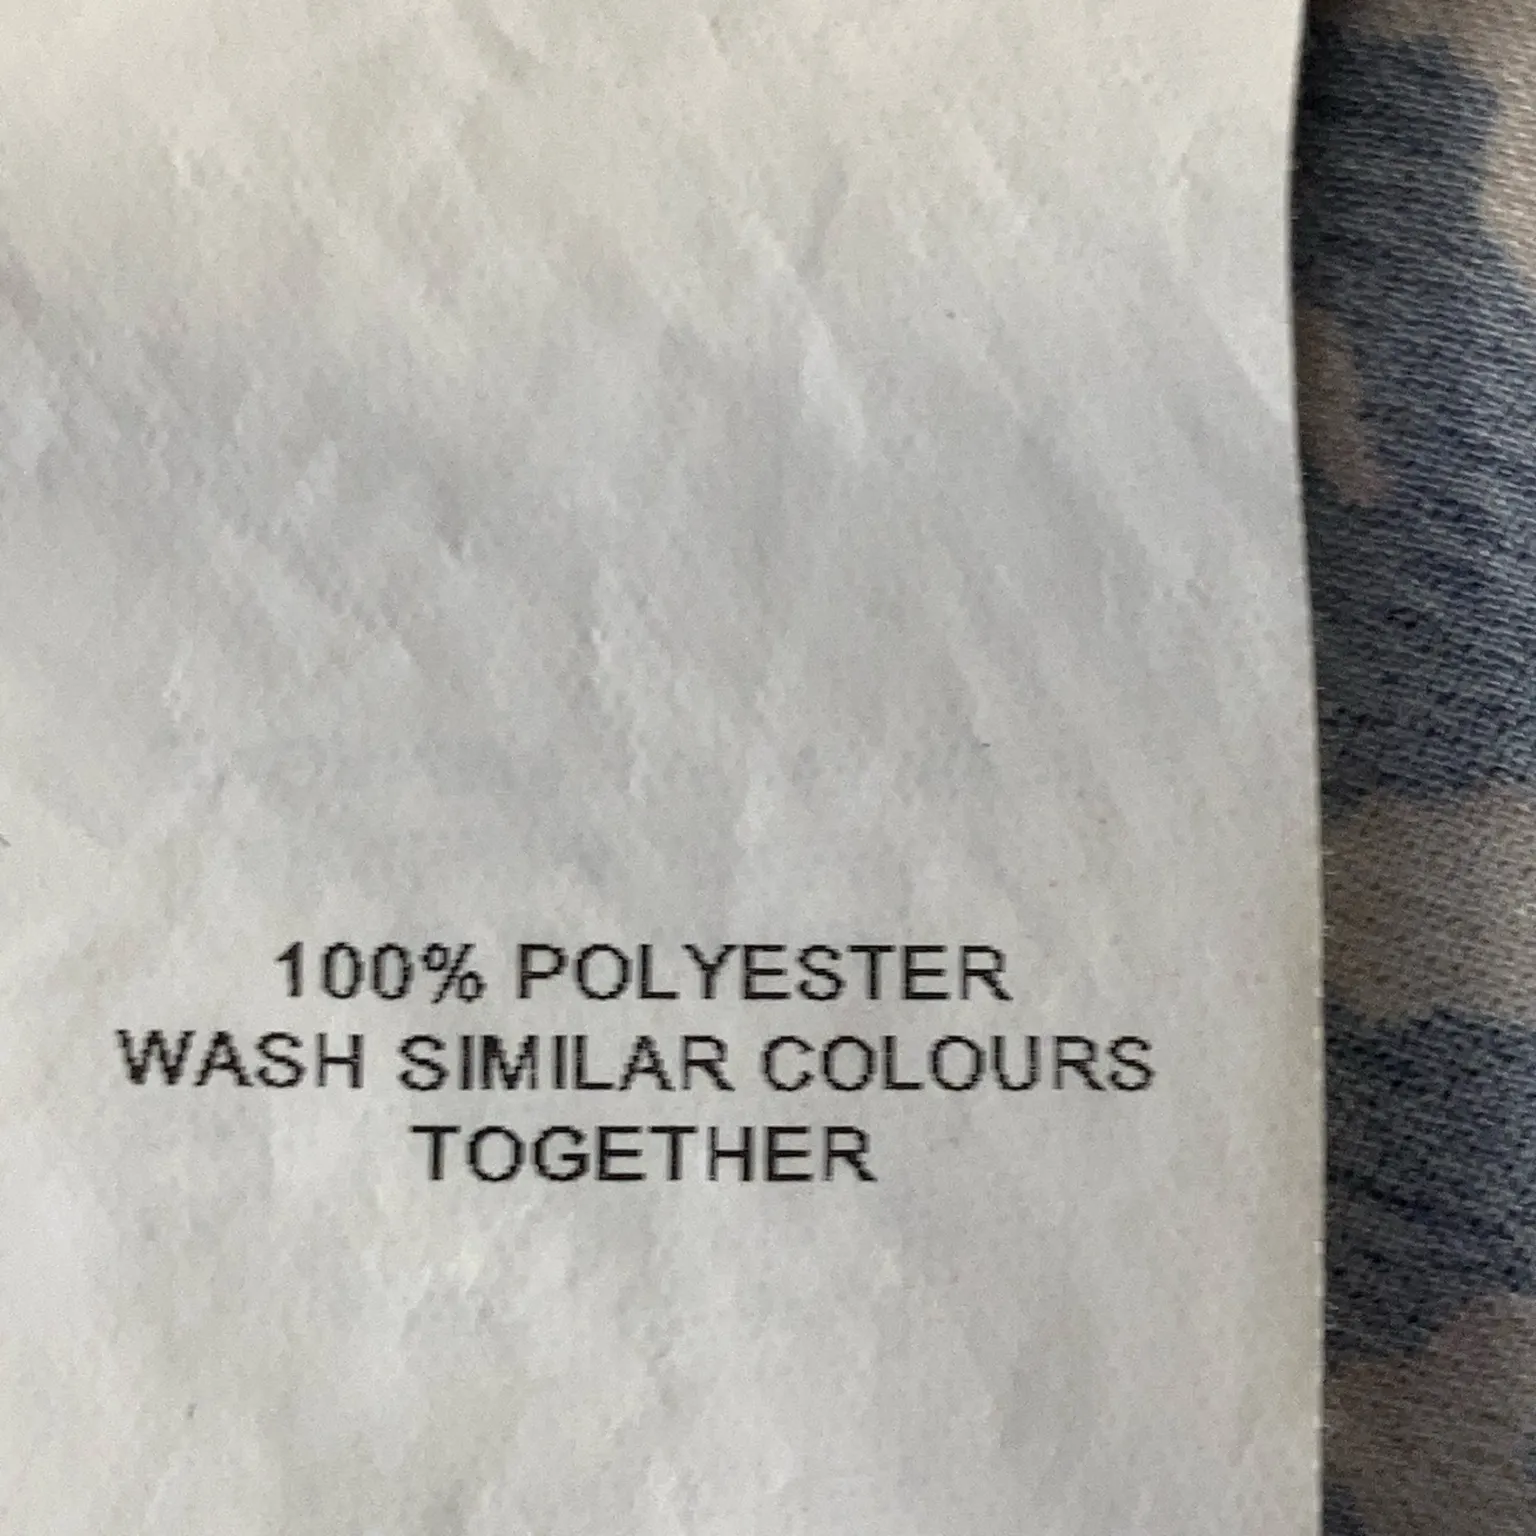 100% POLYESTER
WASH SIMILAR COLOURS
TOGETHER